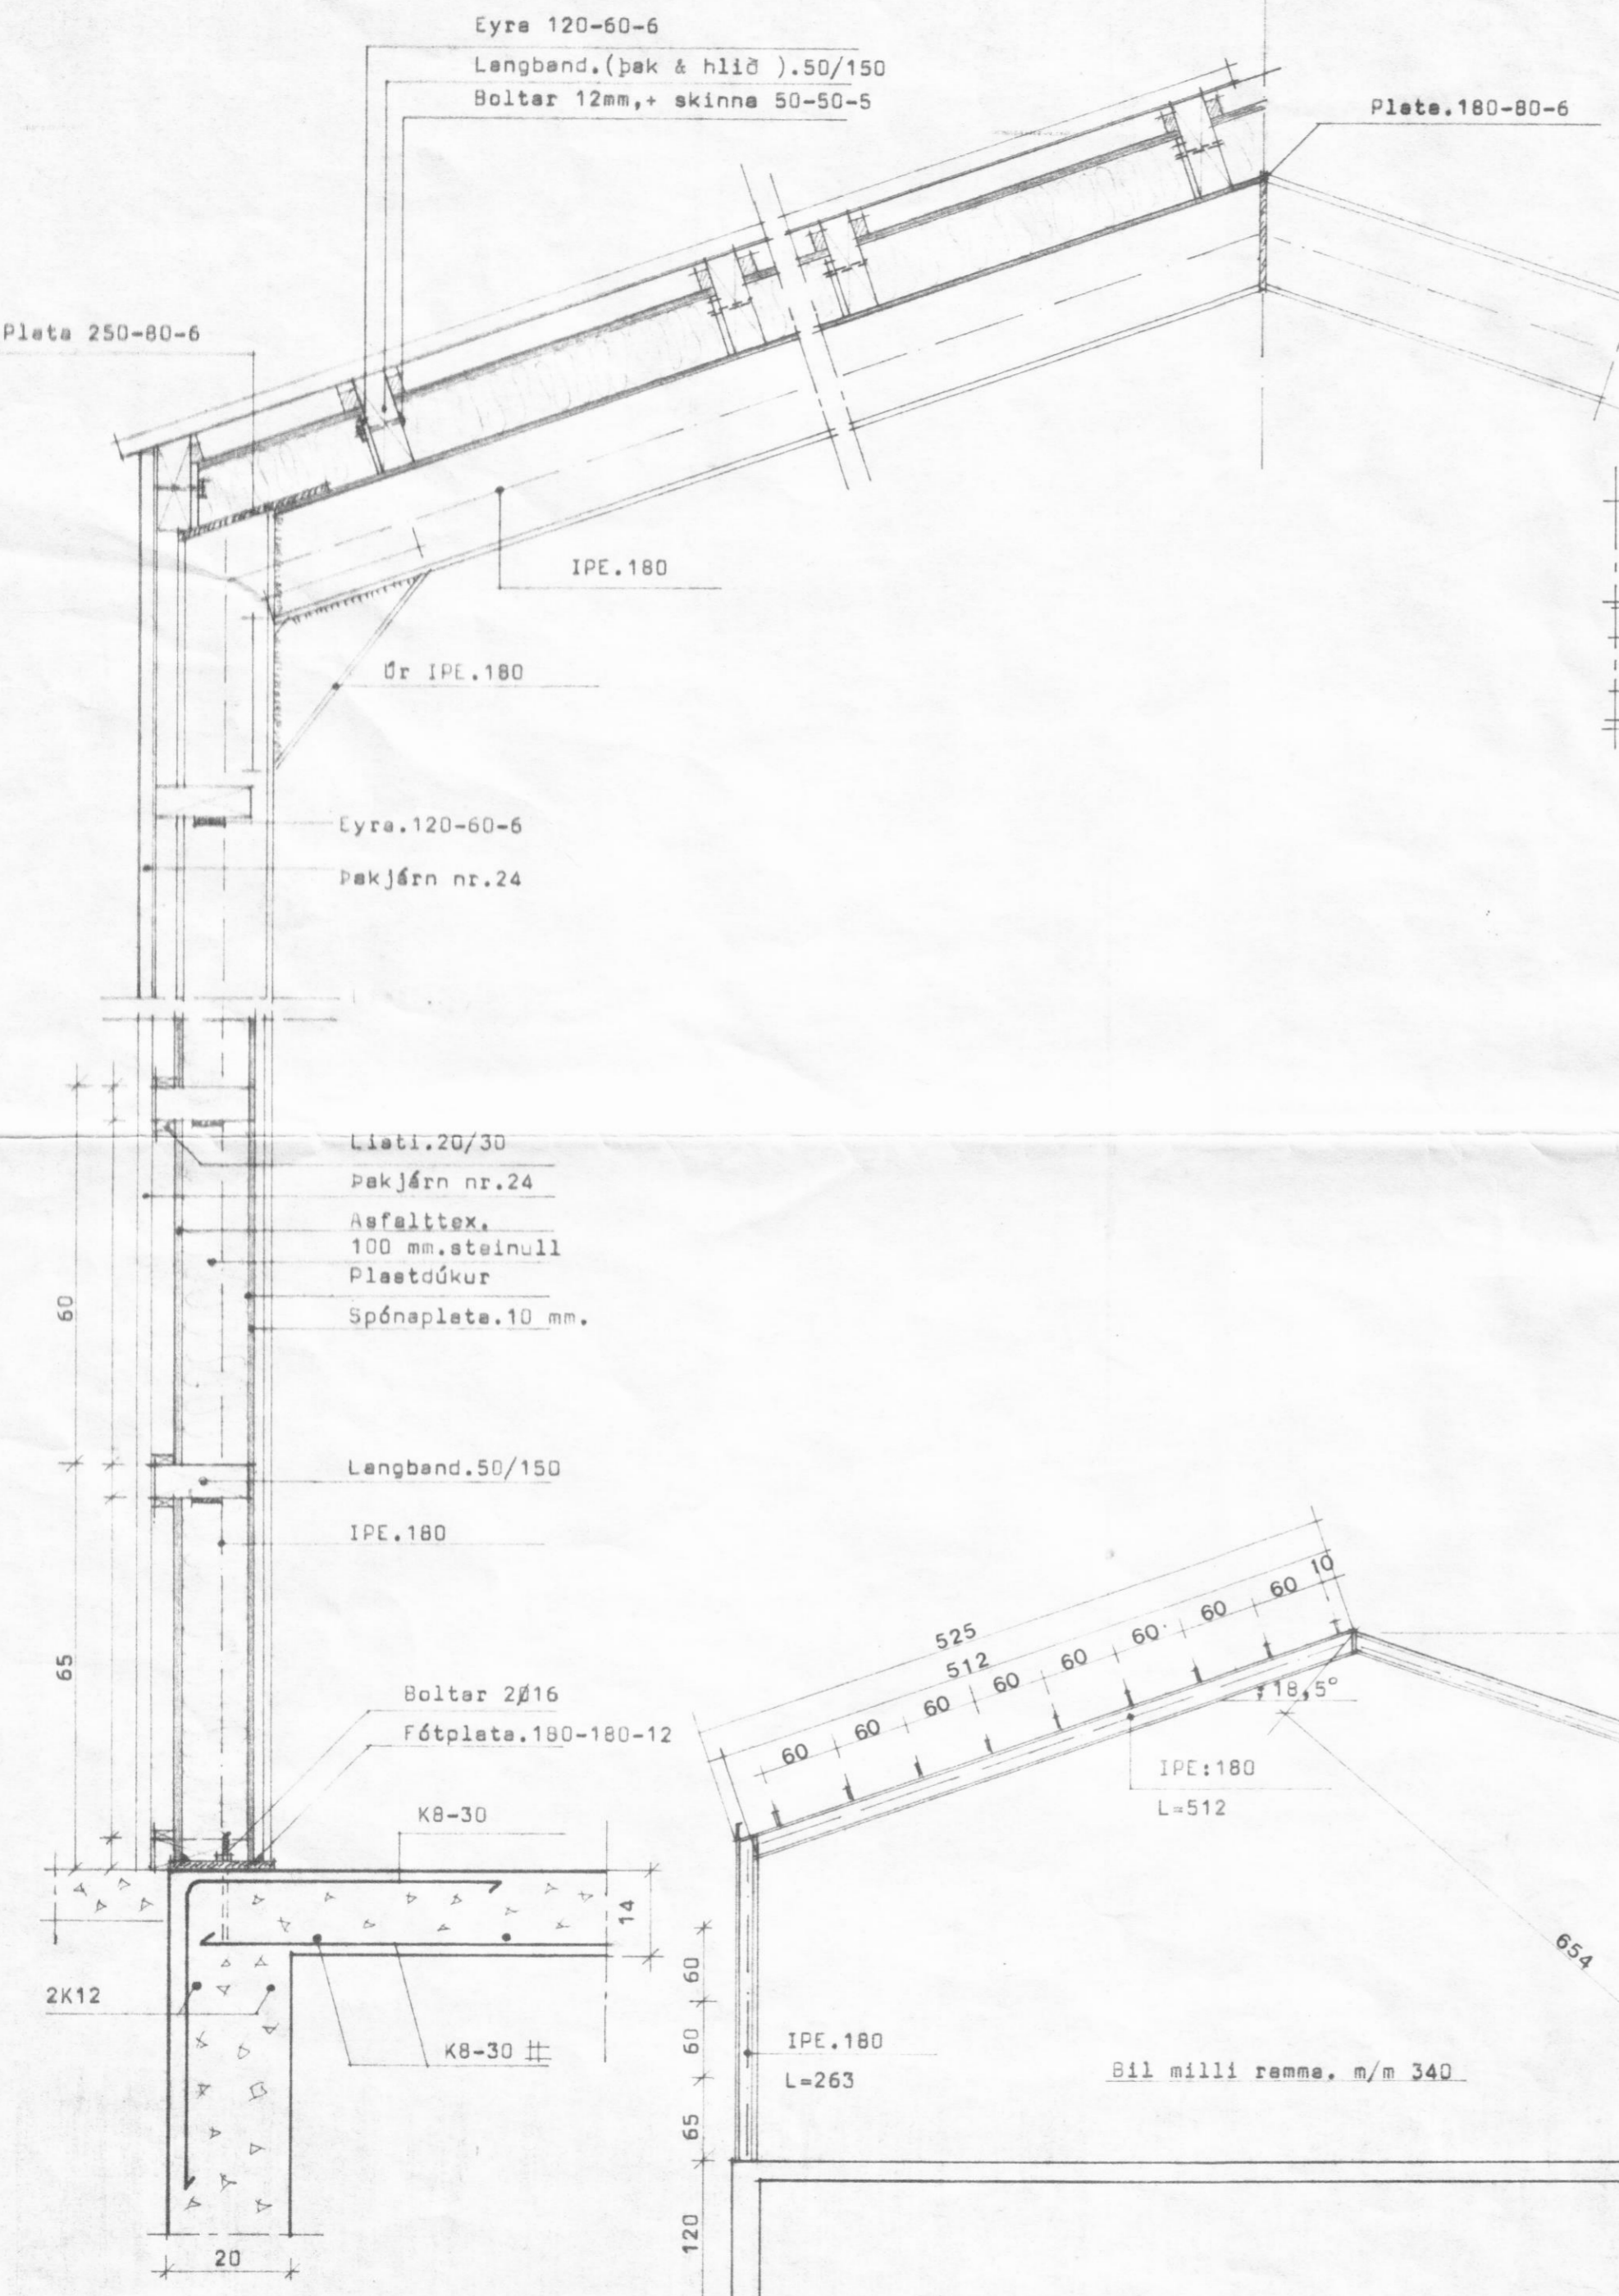 Eyra 120-60-6
Langband.(þak & hlið ).50/150
Boltar 12mm,+ skinna 50-50-5
Plata.180-80-6
Plata 250-80-6
IPE.180
Úr IPE.180
Eyra.120-60-6
Þakjárn nr.24
Listi.20/30
Þakjárn nr.24
Asfalttex.
100 mm.steinull
Plastdúkur
Spónaplata.10 mm.
60
Langband.50/150
IPE.180
65
Boltar 2Ø16
Fótplata.180-180-12
K8-30
14
2K12
K8-30 #
20
525
512
60 60 60 60 60 60 60 60 10
18,5°
IPE:180
L=512
654
60
60
65
120
IPE.180
L=263
Bil milli ramma. m/m 340